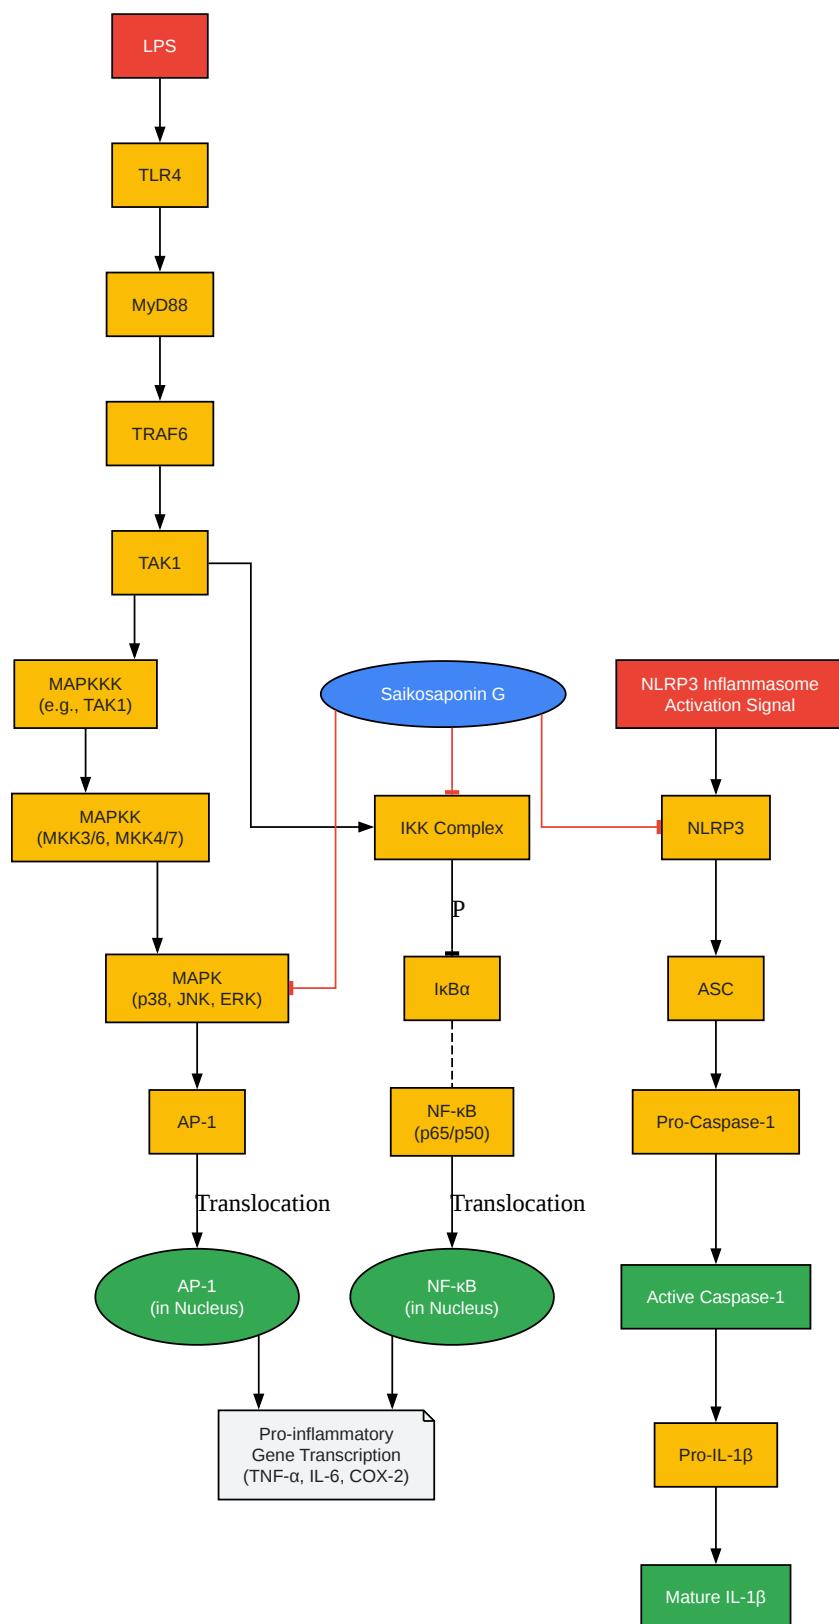 LPS
TLR4
MyD88
TRAF6
TAK1
MAPKKK
(e.g., TAK1)
Saikosaponin G
NLRP3 Inflammasome
Activation Signal
MAPKK
(MKK3/6, MKK4/7)
IKK Complex
NLRP3
P
MAPK
(p38, JNK, ERK)
IκBα
ASC
AP-1
NF-κB
(p65/p50)
Pro-Caspase-1
Translocation
Translocation
AP-1
(in Nucleus)
NF-κB
(in Nucleus)
Active Caspase-1
Pro-inflammatory
Gene Transcription
(TNF-α, IL-6, COX-2)
Pro-IL-1β
Mature IL-1β